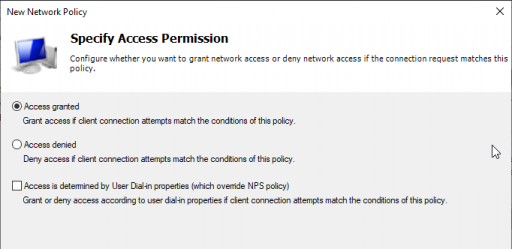 New Network Policy
Specify Access Permission
Configure whether you want to grant network access or deny network access if the connection request matches this
policy.
Access granted
Grant access if client connection attempts match the conditions of this policy.
Access denied
Deny access if client connection attempts match the conditions of this policy.
Access is determined by User Dial-in properties (which override NPS policy)
Grant or deny access according to user dial-in properties if client connection attempts match the conditions of this policy.